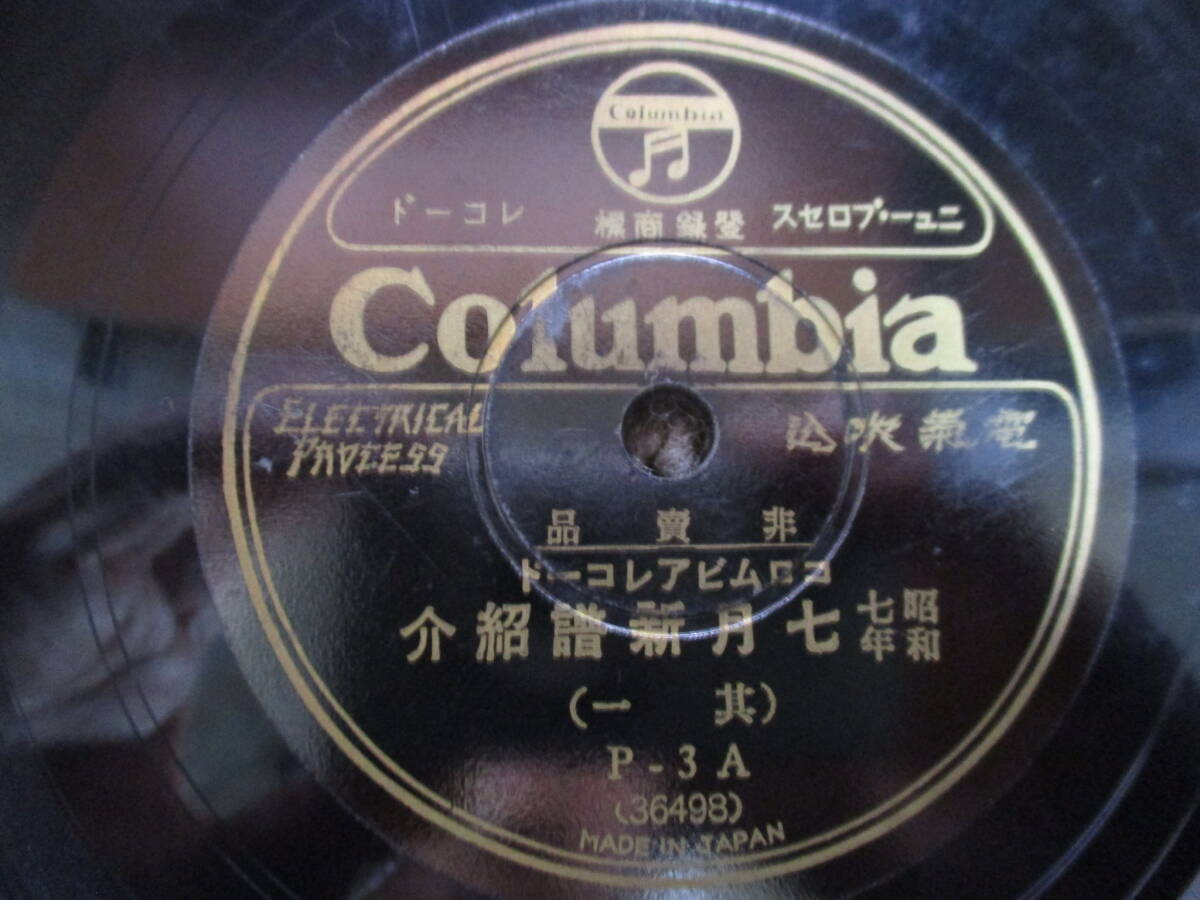 Columbia
ニュー・プロセス 登録商標 レコード
Columbia
ELECTRICAL PROCESS
電氣吹込
非賣品
コロムビアレコード
昭和七年 七月新譜紹介
(其一)
P-3A
(36498)
MADE IN JAPAN